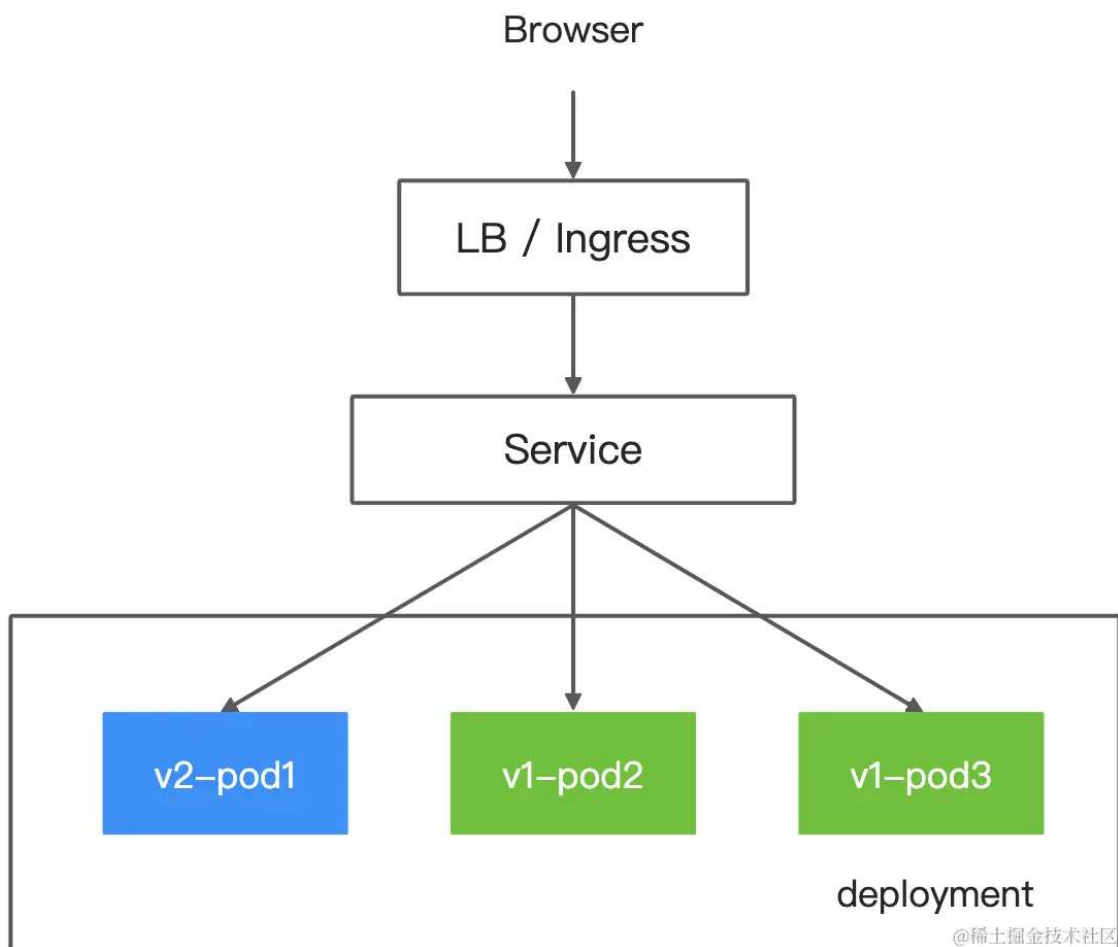 Browser
LB / Ingress
Service
v2-pod1
v1-pod2
v1-pod3
deployment
@稀土掘金技术社区